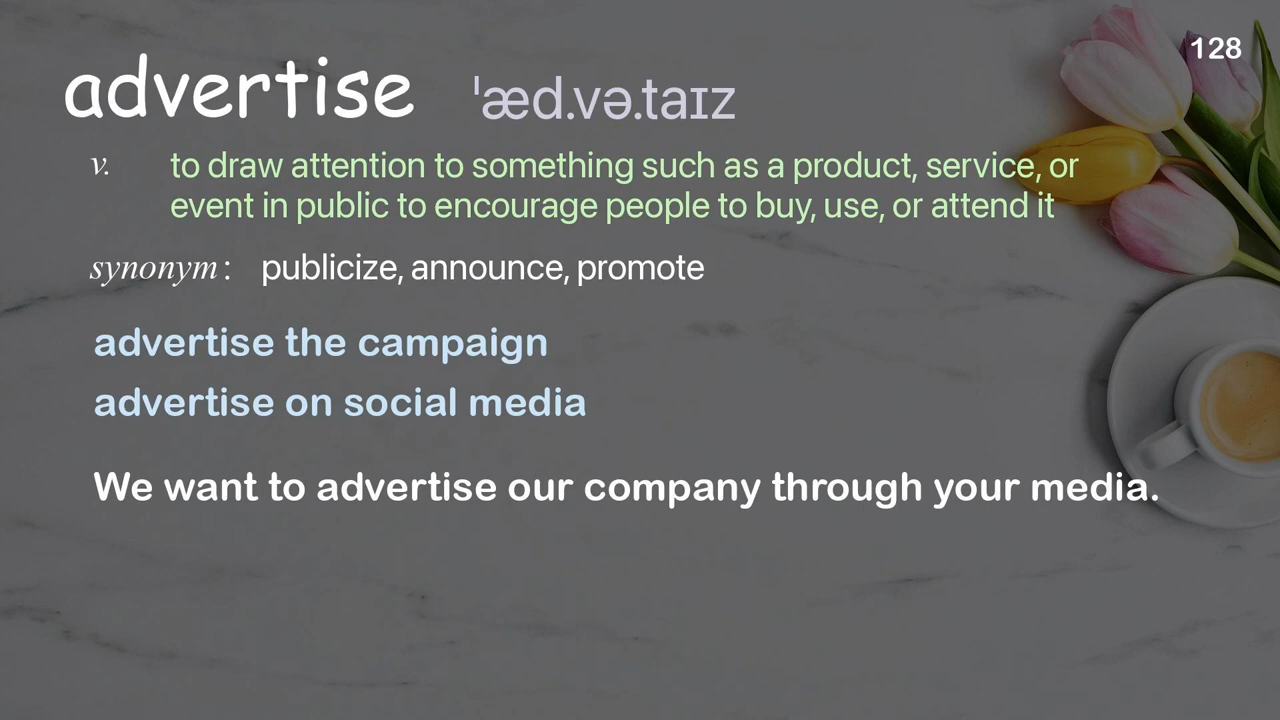 128
advertise ˈæd.və.taɪz
v. to draw attention to something such as a product, service, or
event in public to encourage people to buy, use, or attend it
synonym: publicize, announce, promote
advertise the campaign
advertise on social media
We want to advertise our company through your media.